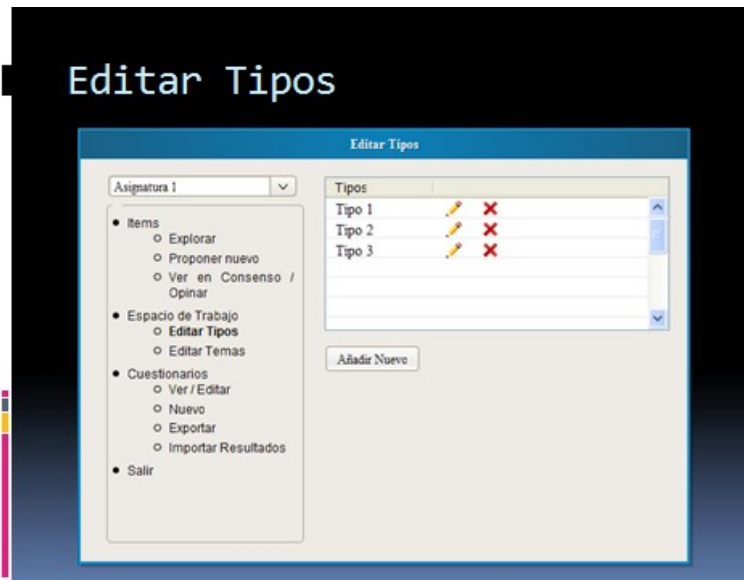 Editar Tipos
Editar Tipos
Asignatura 1
Items
Explorar
Proponer nuevo
Ver en Consenso /
Opinar
Espacio de Trabajo
Editar Tipos
Editar Temas
Cuestionarios
Ver / Editar
Nuevo
Exportar
Importar Resultados
Salir
Tipos
Tipo 1
Tipo 2
Tipo 3
Añadir Nuevo